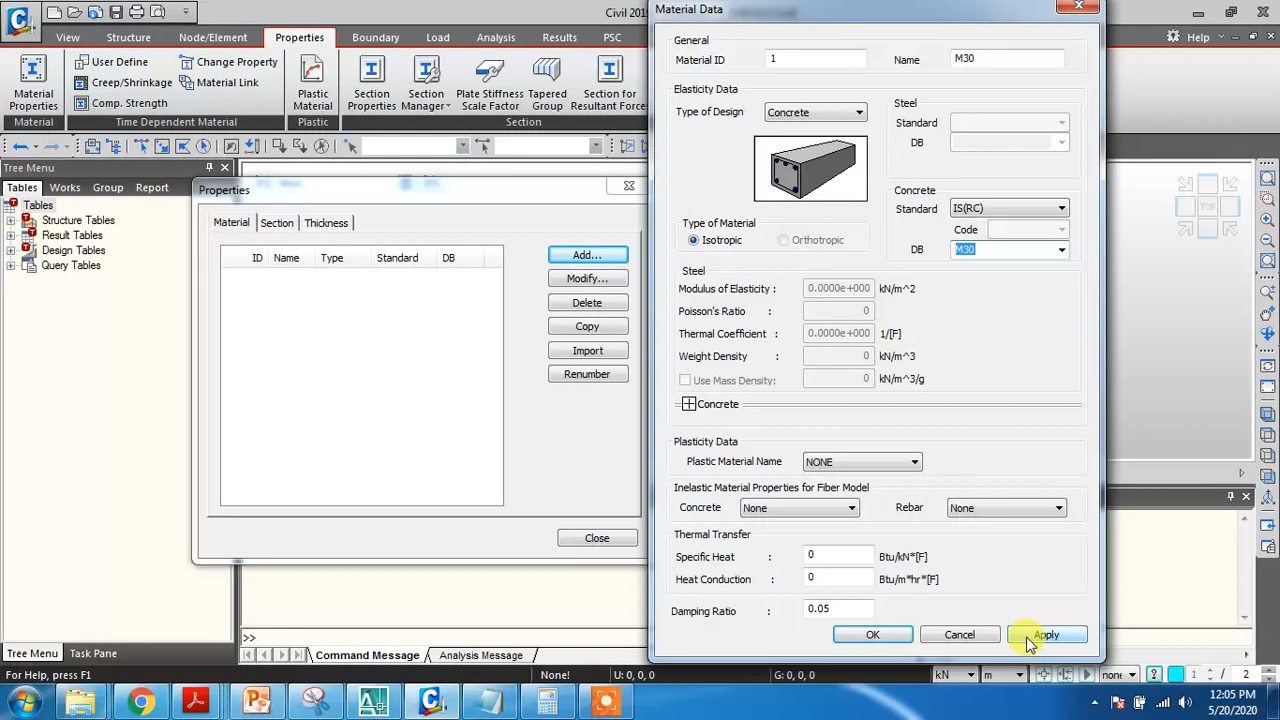 Civil 20
Material Data
View
Structure
Node/Element
Properties
Boundary
Load
Analysis
Results
PSC
Help
Material
Properties
User Define
Creep/Shrinkage
Comp. Strength
Change Property
Material Link
Plastic
Material
Section
Properties
Section
Manager
Plate Stiffness
Scale Factor
Tapered
Group
Section for
Resultant Forces
Material
Time Dependent Material
Plastic
Section
Tree Menu
Tables
Works
Group
Report
Tables
Structure Tables
Result Tables
Design Tables
Query Tables
Properties
Material
Section
Thickness
ID
Name
Type
Standard
DB
Add...
Modify...
Delete
Copy
Import
Renumber
Close
General
Material ID
1
Name
M30
Elasticity Data
Type of Design
Concrete
Steel
Standard
DB
Concrete
Standard
IS(RC)
Code
DB
M30
Type of Material
Isotropic
Orthotropic
Steel
Modulus of Elasticity :
0.0000e+000
kN/m^2
Poisson's Ratio :
0
Thermal Coefficient :
0.0000e+000
1/[F]
Weight Density :
0
kN/m^3
Use Mass Density:
0
kN/m^3/g
Concrete
Plasticity Data
Plastic Material Name
NONE
Inelastic Material Properties for Fiber Model
Concrete
None
Rebar
None
Thermal Transfer
Specific Heat :
0
Btu/kN*[F]
Heat Conduction :
0
Btu/m*hr*[F]
Damping Ratio :
0.05
OK
Cancel
Apply
TOP
>>
Tree Menu
Task Pane
Command Message
Analysis Message
For Help, press F1
None!
U: 0, 0, 0
G: 0, 0, 0
kN
m
none
1
/
2
12:05 PM
5/20/2020